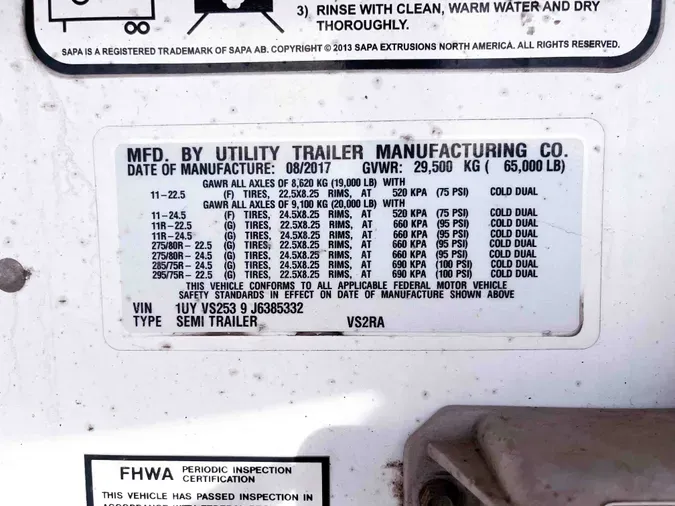 3) RINSE WITH CLEAN, WARM WATER AND DRY
THOROUGHLY.
SAPA IS A REGISTERED TRADEMARK OF SAPA AB. COPYRIGHT © 2013 SAPA EXTRUSIONS NORTH AMERICA. ALL RIGHTS RESERVED.
MFD. BY UTILITY TRAILER MANUFACTURING CO.
DATE OF MANUFACTURE: 08/2017 GVWR: 29,500 KG ( 65,000 LB)
GAWR ALL AXLES OF 8,620 KG (19,000 LB) WITH
11-22.5 (F) TIRES, 22.5X8.25 RIMS, AT 520 KPA (75 PSI) COLD DUAL
GAWR ALL AXLES OF 9,100 KG (20,000 LB) WITH
11-24.5 (F) TIRES, 24.5X8.25 RIMS, AT 520 KPA (75 PSI) COLD DUAL
11R-22.5 (G) TIRES, 22.5X8.25 RIMS, AT 660 KPA (95 PSI) COLD DUAL
11R-24.5 (G) TIRES, 24.5X8.25 RIMS, AT 660 KPA (95 PSI) COLD DUAL
275/80R-22.5 (G) TIRES, 22.5X8.25 RIMS, AT 660 KPA (95 PSI) COLD DUAL
275/80R-24.5 (G) TIRES, 24.5X8.25 RIMS, AT 660 KPA (95 PSI) COLD DUAL
285/75R-24.5 (G) TIRES, 24.5X8.25 RIMS, AT 690 KPA (100 PSI) COLD DUAL
295/75R-22.5 (G) TIRES, 22.5X8.25 RIMS, AT 690 KPA (100 PSI) COLD DUAL
THIS VEHICLE CONFORMS TO ALL APPLICABLE FEDERAL MOTOR VEHICLE
SAFETY STANDARDS IN EFFECT ON DATE OF MANUFACTURE SHOWN ABOVE
VIN 1UY VS253 9 J6385332
TYPE SEMI TRAILER VS2RA
FHWA PERIODIC INSPECTION
CERTIFICATION
THIS VEHICLE HAS PASSED INSPECTION IN